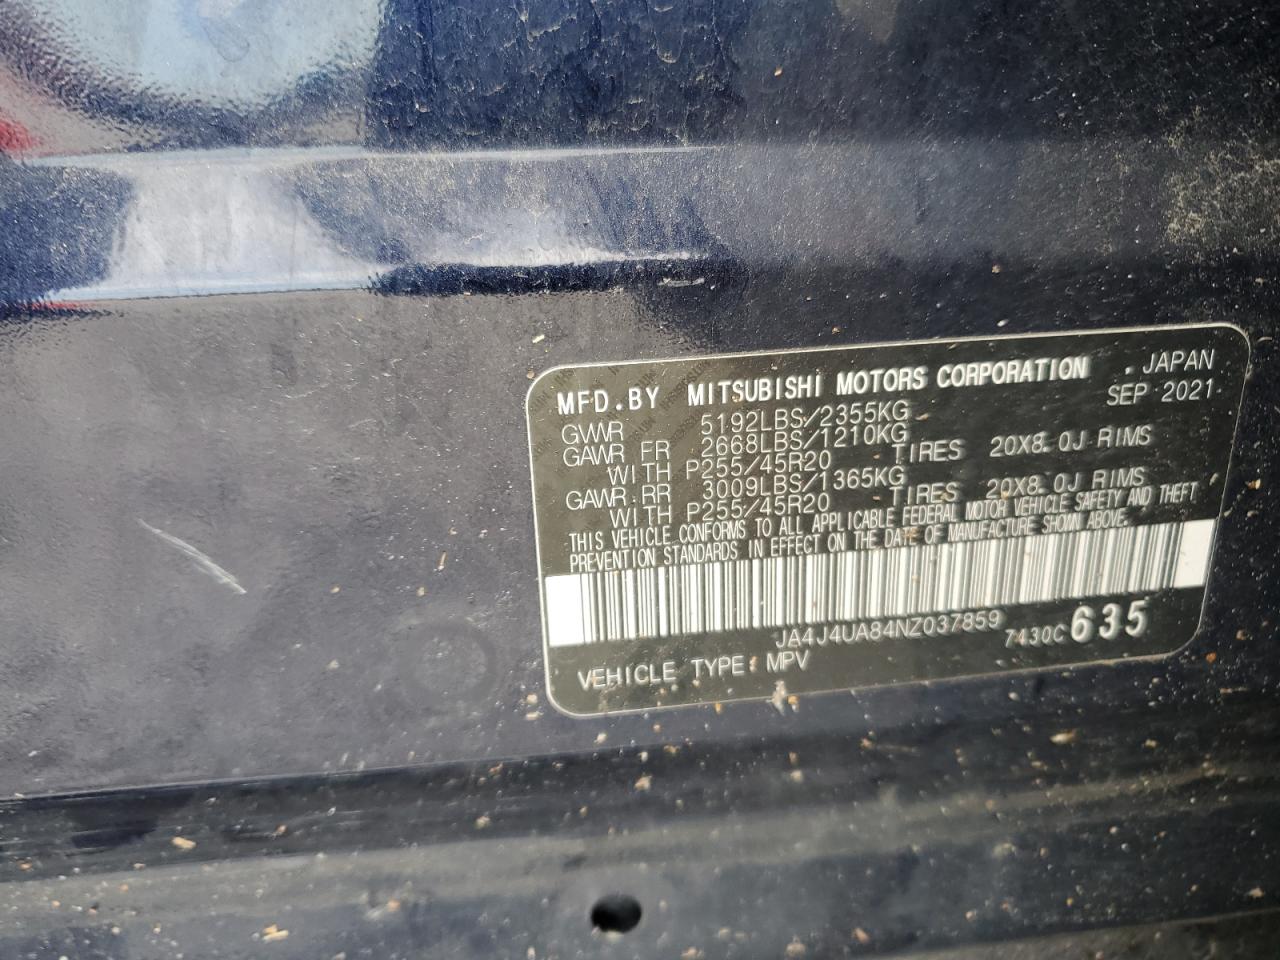 MFD.BY MITSUBISHI MOTORS CORPORATION . JAPAN
SEP 2021
GVWR 5192LBS/2355KG
GAWR FR 2668LBS/1210KG
WITH P255/45R20 TIRES 20X8.0J RIMS
GAWR RR 3009LBS/1365KG
WITH P255/45R20 TIRES 20X8.0J RIMS
THIS VEHICLE CONFORMS TO ALL APPLICABLE FEDERAL MOTOR VEHICLE SAFETY AND THEFT
PREVENTION STANDARDS IN EFFECT ON THE DATE OF MANUFACTURE SHOWN ABOVE.
JA4J4UA84NZ037859 7430C 635
VEHICLE TYPE: MPV